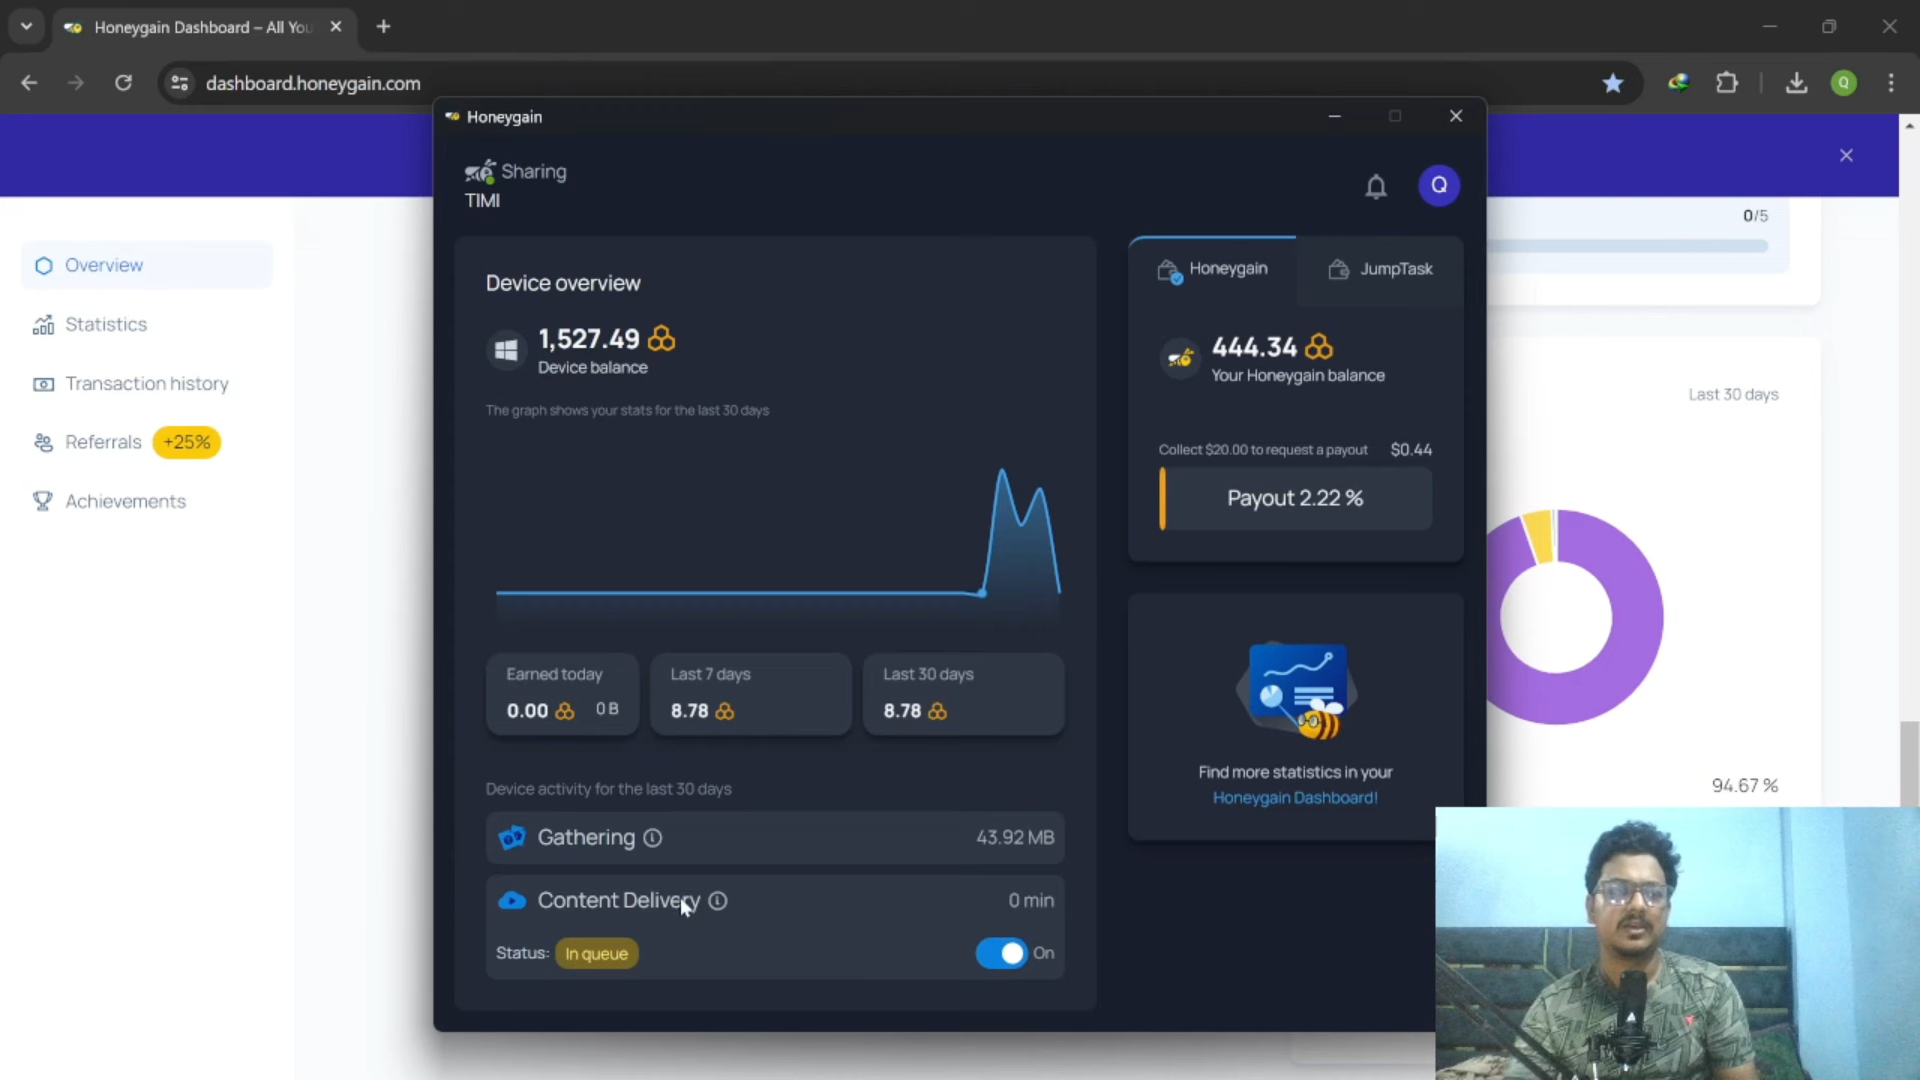 Honeygain Dashboard – All You
dashboard.honeygain.com
Q
Overview
Statistics
Transaction history
Referrals +25%
Achievements
Honeygain
Sharing
TIMI
Q
Device overview
1,527.49
Device balance
The graph shows your stats for the last 30 days
Earned today
0.00 0 B
Last 7 days
8.78
Last 30 days
8.78
Device activity for the last 30 days
Gathering 43.92 MB
Content Delivery 0 min
Status: In queue On
Honeygain JumpTask
444.34
Your Honeygain balance
Collect $20.00 to request a payout $0.44
Payout 2.22 %
Find more statistics in your
Honeygain Dashboard!
0/5
Last 30 days
94.67 %